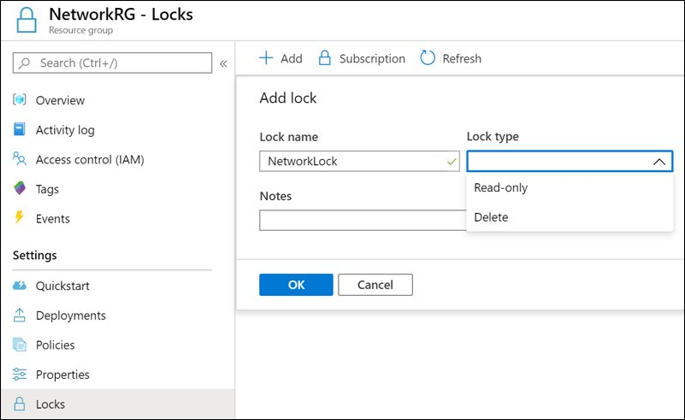 NetworkRG - Locks
Resource group
Search (Ctrl+/)
«
Overview
Activity log
Access control (IAM)
Tags
Events
Settings
Quickstart
Deployments
Policies
Properties
Locks
Add
Subscription
Refresh
Add lock
Lock name
Lock type
NetworkLock
Read-only
Delete
Notes
OK
Cancel